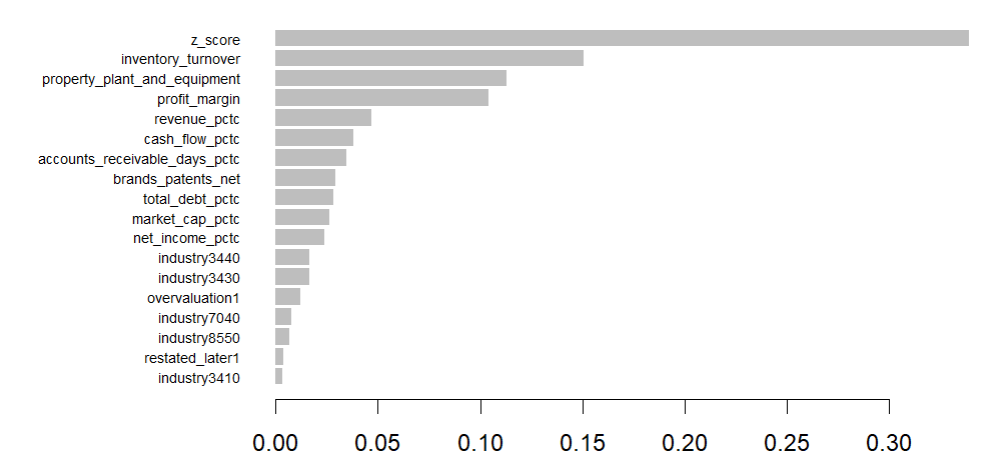 z_score
inventory_turnover
property_plant_and_equipment
profit_margin
revenue_pctc
cash_flow_pctc
accounts_receivable_days_pctc
brands_patents_net
total_debt_pctc
market_cap_pctc
net_income_pctc
industry3440
industry3430
overvaluation1
industry7040
industry8550
restated_later1
industry3410
0.00 0.05 0.10 0.15 0.20 0.25 0.30